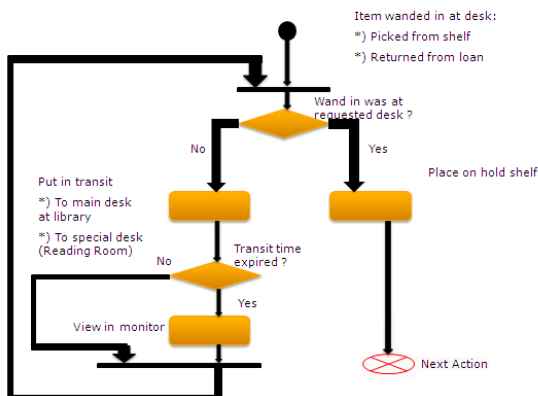 Item wanded in at desk:
*) Picked from shelf
*) Returned from loan
Wand in was at
requested desk ?
No
Yes
Place on hold shelf
Put in transit
*) To main desk
at library
*) To special desk
(Reading Room)
Transit time
expired ?
No
Yes
View in monitor
Next Action